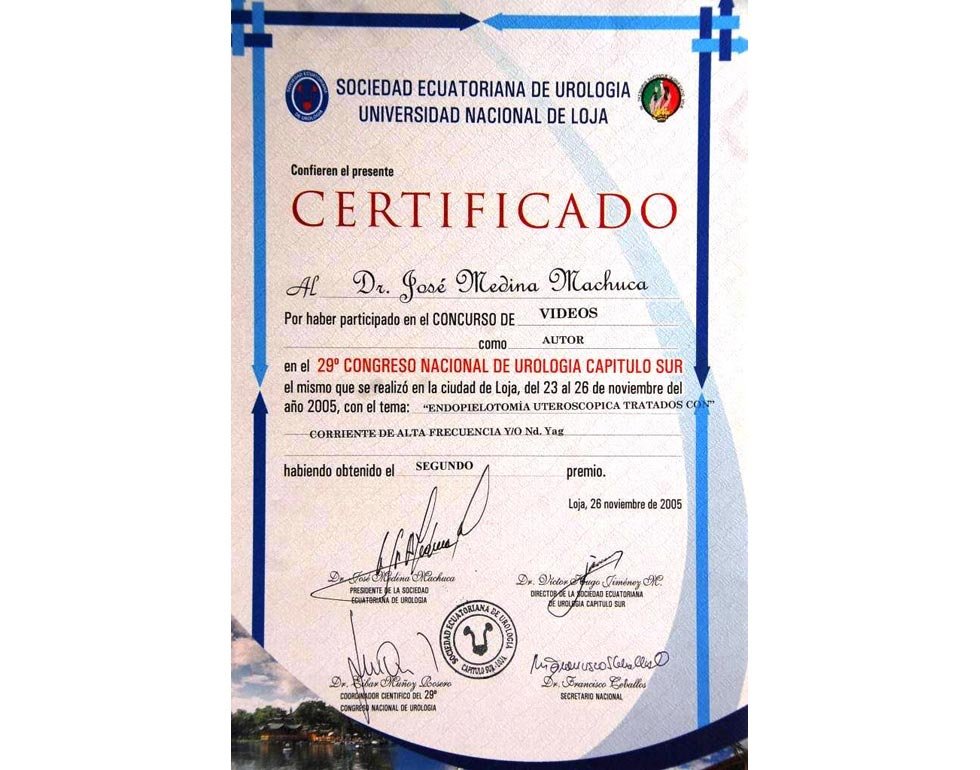 SOCIEDAD ECUATORIANA DE UROLOGIA
UNIVERSIDAD NACIONAL DE LOJA
Confieren el presente
CERTIFICADO
Al Dr. José Medina Machuca
Por haber participado en el CONCURSO DE VIDEOS
como AUTOR
en el 29º CONGRESO NACIONAL DE UROLOGIA CAPITULO SUR
el mismo que se realizó en la ciudad de Loja, del 23 al 26 de noviembre del
año 2005, con el tema: “ENDOPIELOTOMÌA UTEROSCOPICA TRATADOS CON”
CORRIENTE DE ALTA FRECUENCIA Y/O Nd. Yag
habiendo obtenido el SEGUNDO premio.
Loja, 26 noviembre de 2005
Dr. José Medina Machuca
PRESIDENTE DE LA SOCIEDAD
ECUATORIANA DE UROLOGIA
Dr. Víctor Hugo Jiménez M.
DIRECTOR DE LA SOCIEDAD ECUATORIANA
DE UROLOGIA CAPITULO SUR
SOCIEDAD ECUATORIANA DE UROLOGIA
CAPITULO SUR-LOJA
Dr. Muñoz Rosero
COORDINADOR CIENTIFICO DEL 29º
CONGRESO NACIONAL DE UROLOGIA
Dr. Francisco Ceballos
SECRETARIO NACIONAL